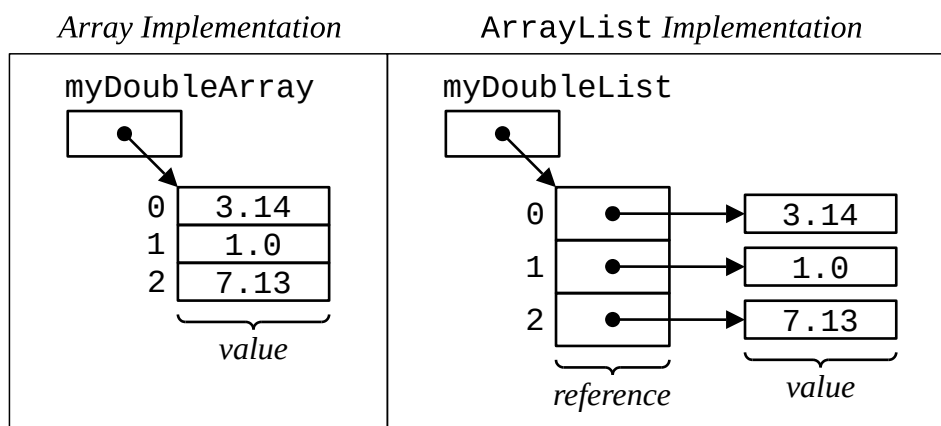 Array Implementation
ArrayList Implementation
myDoubleArray
0 3.14
1 1.0
2 7.13
value
myDoubleList
0 3.14
1 1.0
2 7.13
reference value